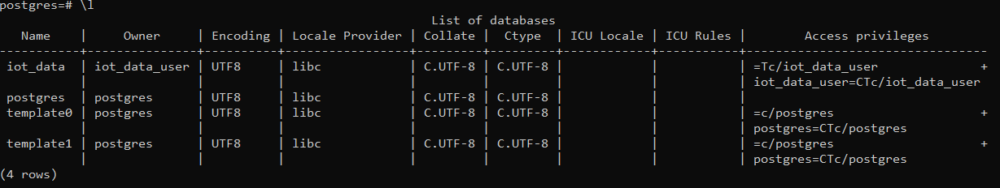 postgres=# \l
                                                       List of databases
   Name    |     Owner     | Encoding | Locale Provider | Collate |  Ctype  | ICU Locale | ICU Rules |        Access privileges
-----------+---------------+----------+-----------------+---------+---------+------------+-----------+---------------------------------
 iot_data  | iot_data_user | UTF8     | libc            | C.UTF-8 | C.UTF-8 |            |           | =Tc/iot_data_user              +
           |               |          |                 |         |         |            |           | iot_data_user=CTc/iot_data_user
 postgres  | postgres      | UTF8     | libc            | C.UTF-8 | C.UTF-8 |            |           |
 template0 | postgres      | UTF8     | libc            | C.UTF-8 | C.UTF-8 |            |           | =c/postgres                    +
           |               |          |                 |         |         |            |           | postgres=CTc/postgres
 template1 | postgres      | UTF8     | libc            | C.UTF-8 | C.UTF-8 |            |           | =c/postgres                    +
           |               |          |                 |         |         |            |           | postgres=CTc/postgres
(4 rows)